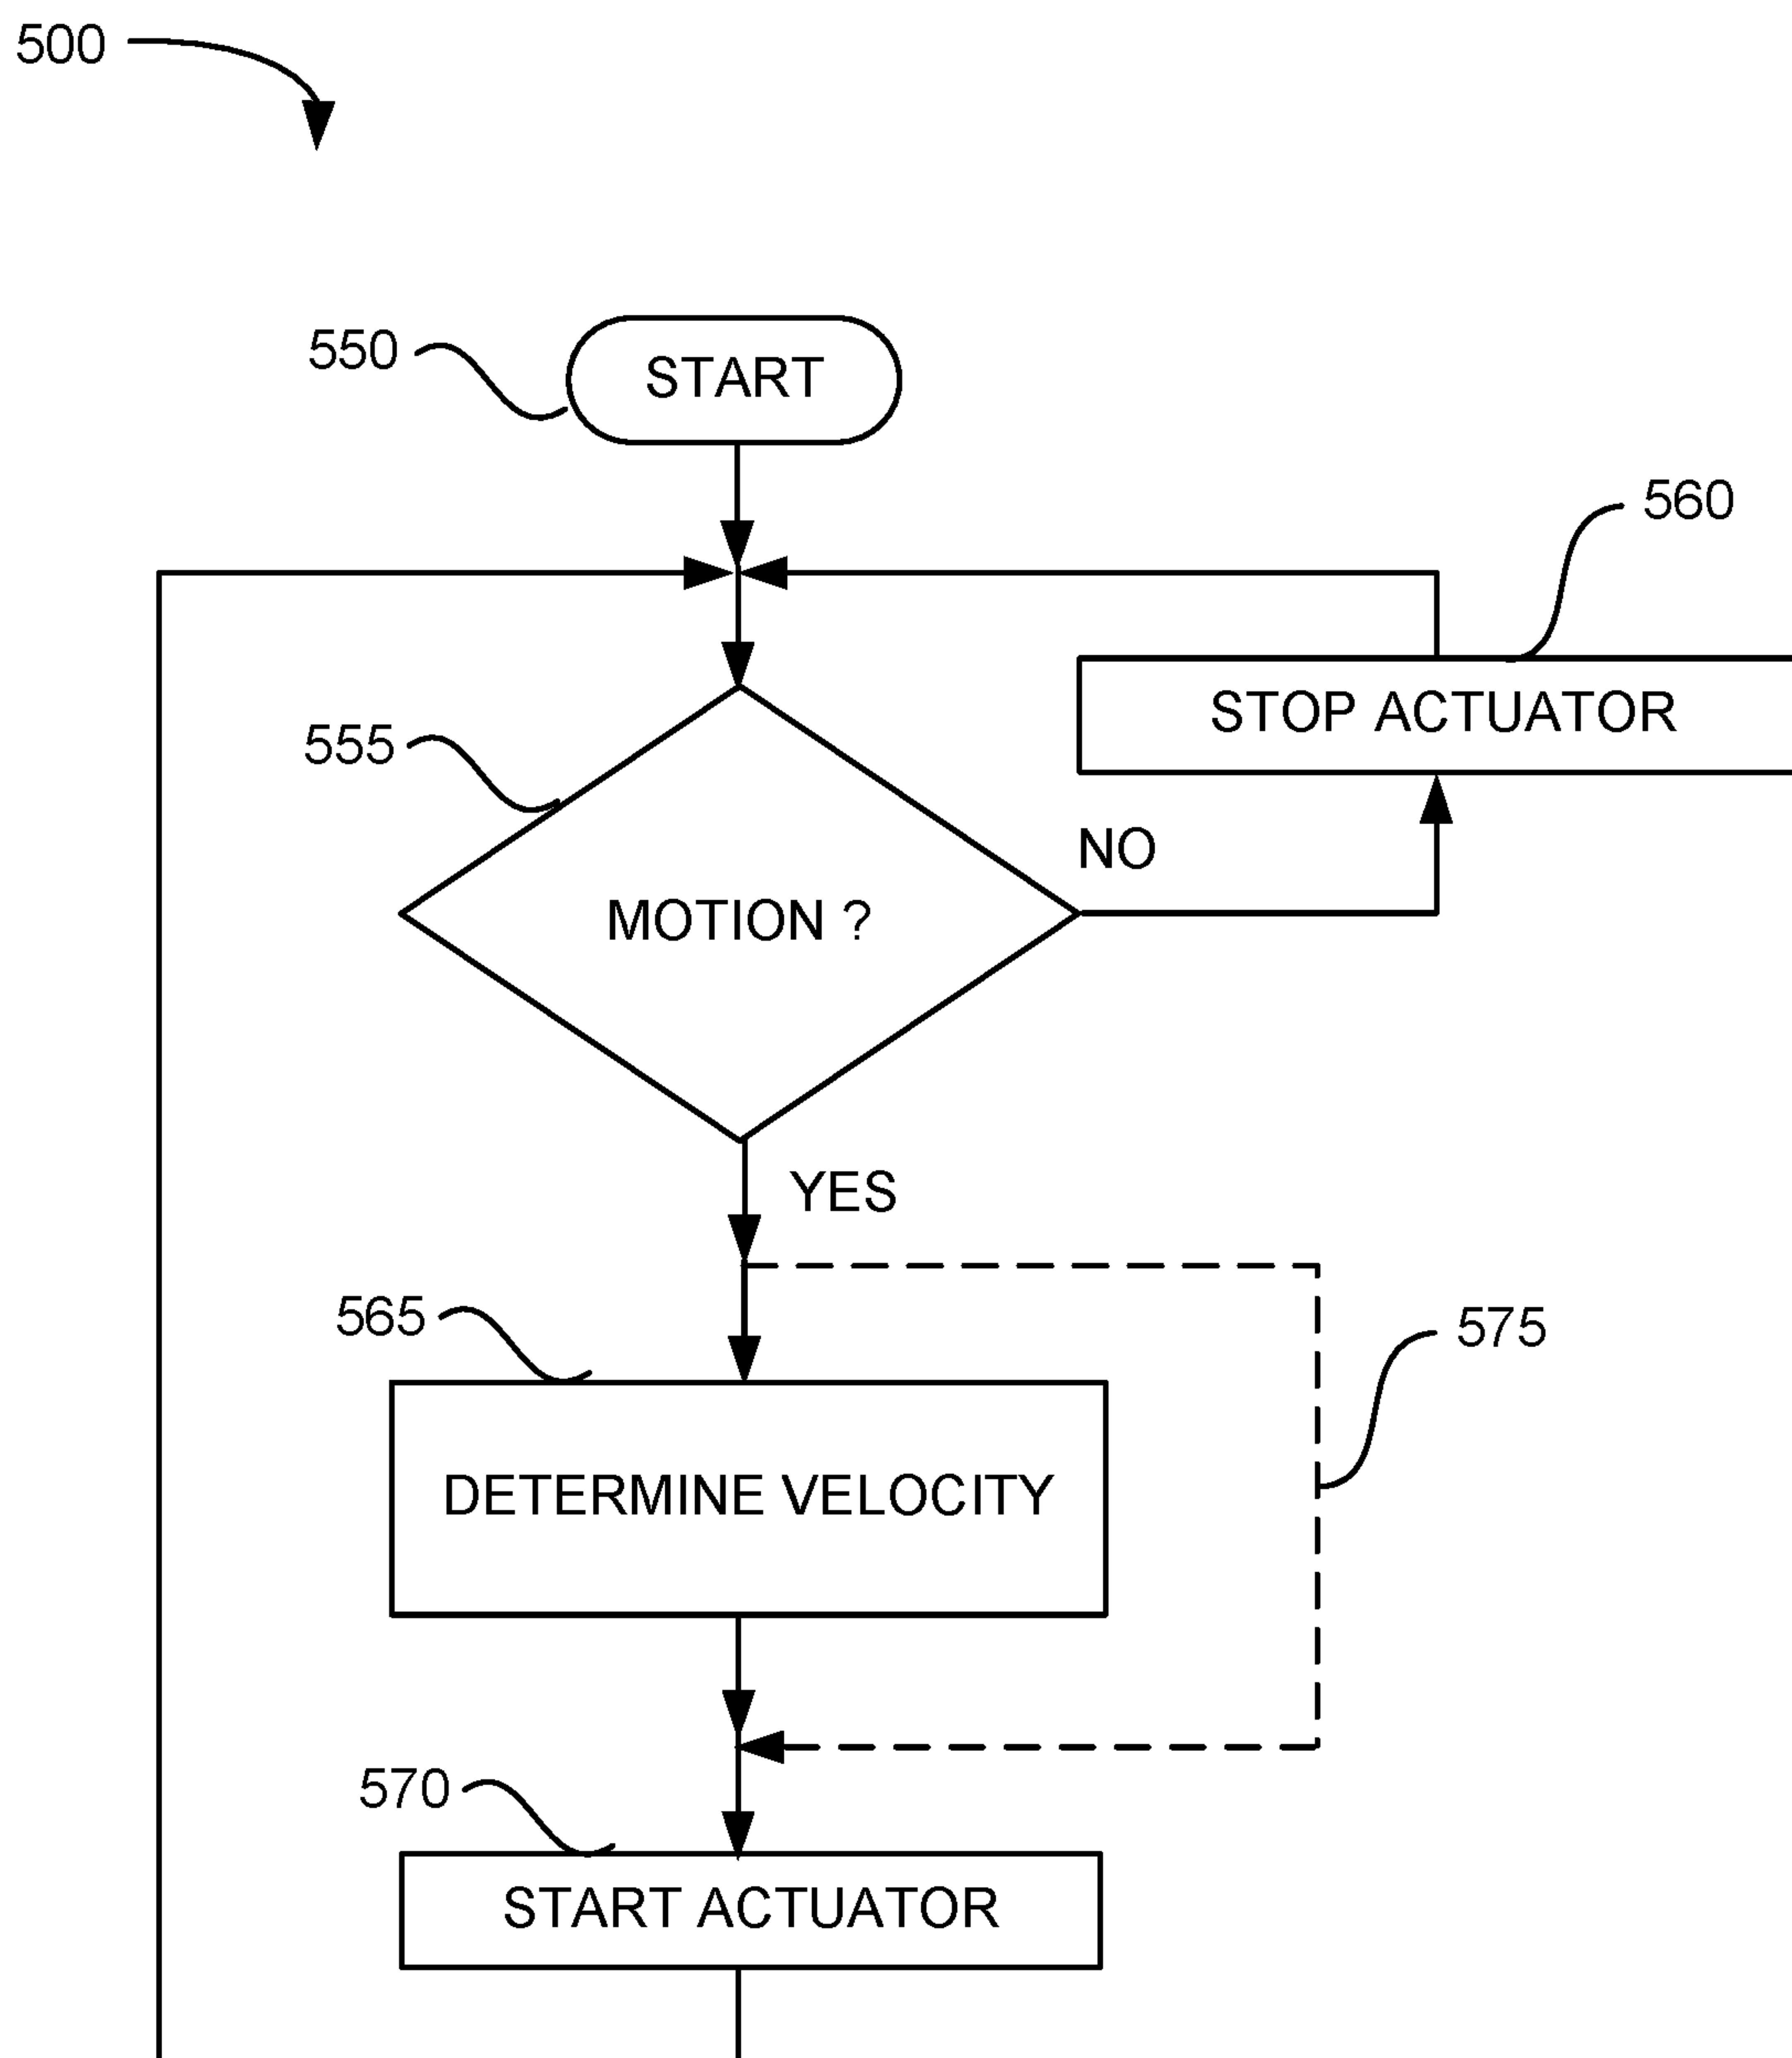 500
550
START
560
STOP ACTUATOR
555
NO
MOTION ?
YES
565
575
DETERMINE VELOCITY
570
START ACTUATOR